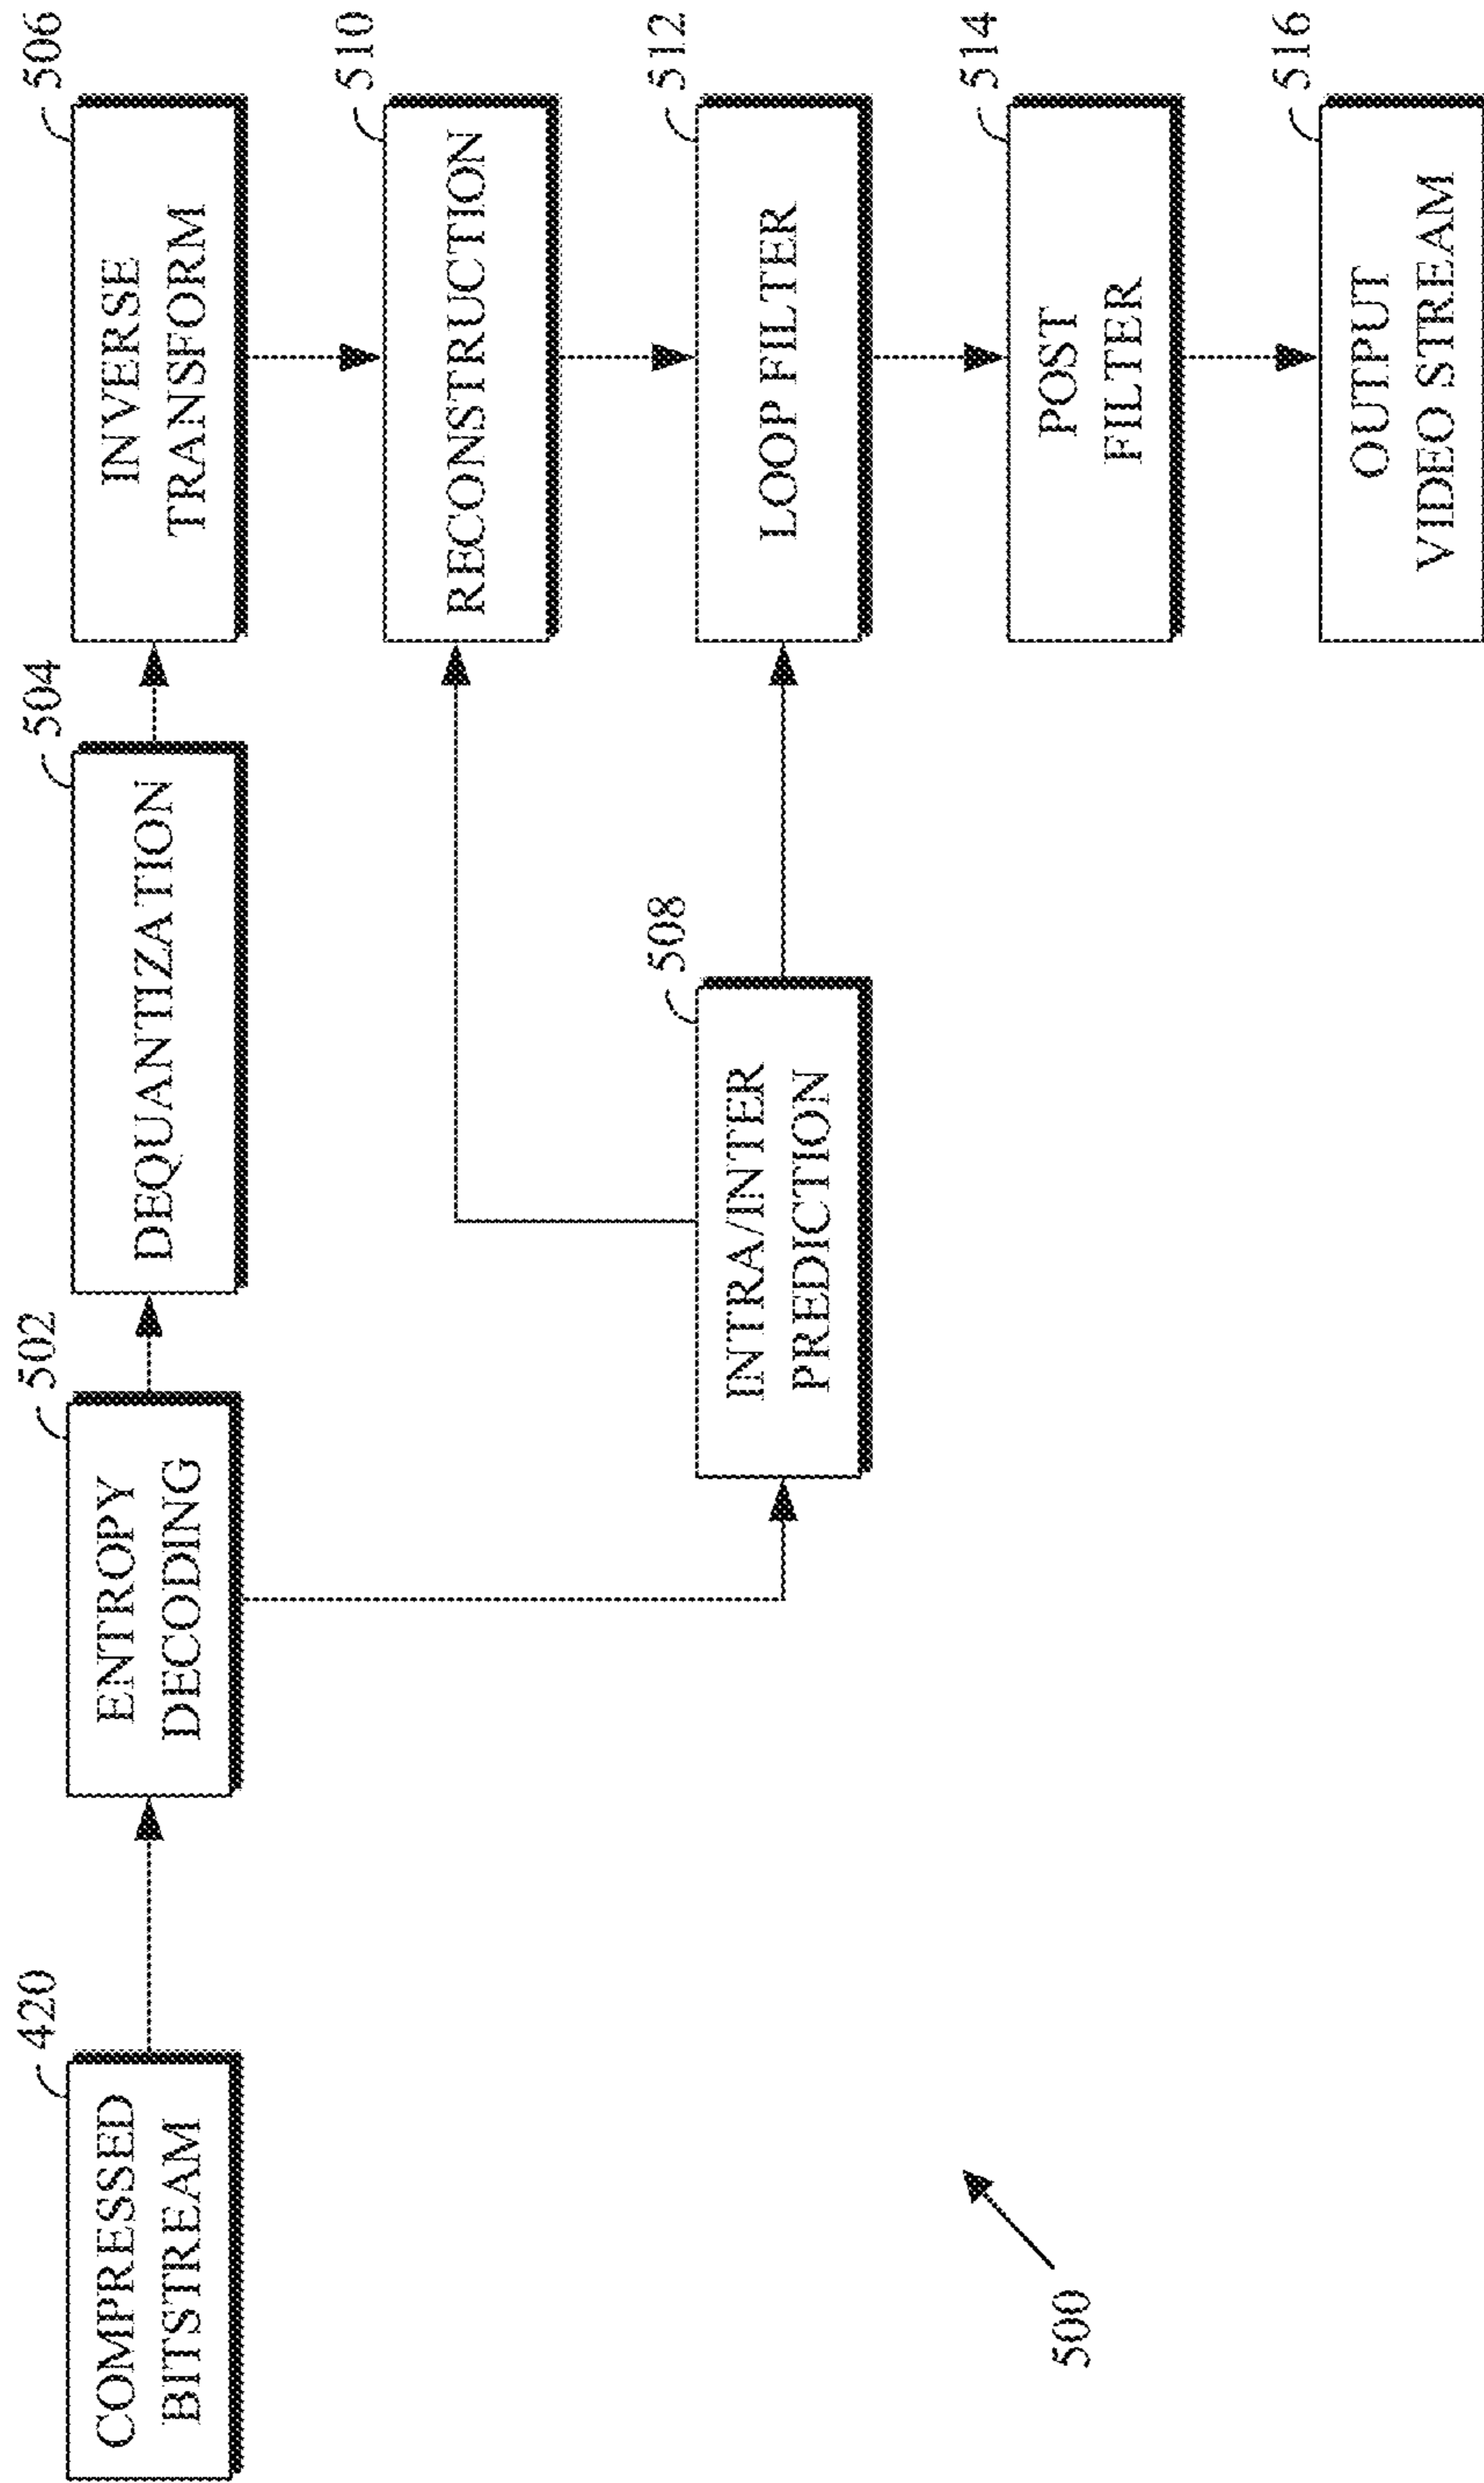 420
COMPRESSED
BITSTREAM
502
ENTROPY
DECODING
504
DEQUANTIZATION
506
INVERSE
TRANSFORM
508
INTRA/INTER
PREDICTION
510
RECONSTRUCTION
512
LOOP FILTER
514
POST
FILTER
516
OUTPUT
VIDEO STREAM
500